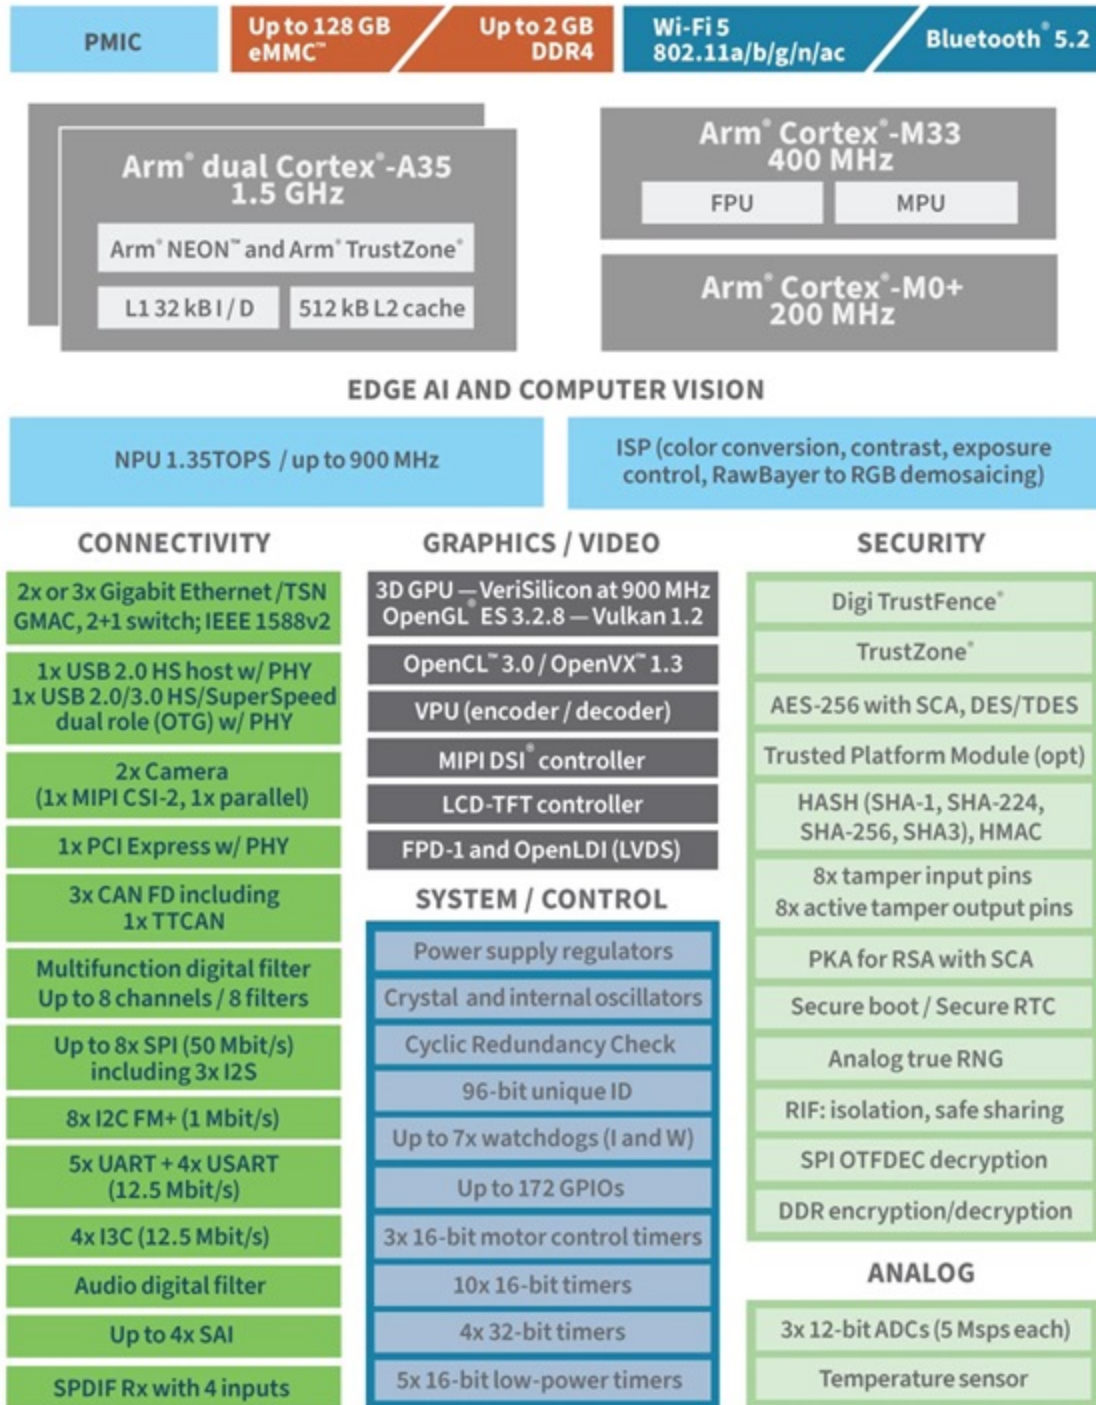 PMIC
Up to 128 GB
eMMC™
Up to 2 GB
DDR4
Wi-Fi 5
802.11a/b/g/n/ac
Bluetooth® 5.2
Arm® dual Cortex®-A35
1.5 GHz
Arm® NEON™ and Arm® TrustZone®
L1 32 kB I / D
512 kB L2 cache
Arm® Cortex®-M33
400 MHz
FPU
MPU
Arm® Cortex®-M0+
200 MHz
EDGE AI AND COMPUTER VISION
NPU 1.35TOPS / up to 900 MHz
ISP (color conversion, contrast, exposure
control, RawBayer to RGB demosaicing)
CONNECTIVITY
2x or 3x Gigabit Ethernet /TSN
GMAC, 2+1 switch; IEEE 1588v2
1x USB 2.0 HS host w/ PHY
1x USB 2.0/3.0 HS/SuperSpeed
dual role (OTG) w/ PHY
2x Camera
(1x MIPI CSI-2, 1x parallel)
1x PCI Express w/ PHY
3x CAN FD including
1x TTCAN
Multifunction digital filter
Up to 8 channels / 8 filters
Up to 8x SPI (50 Mbit/s)
including 3x I2S
8x I2C FM+ (1 Mbit/s)
5x UART + 4x USART
(12.5 Mbit/s)
4x I3C (12.5 Mbit/s)
Audio digital filter
Up to 4x SAI
SPDIF Rx with 4 inputs
GRAPHICS / VIDEO
3D GPU — VeriSilicon at 900 MHz
OpenGL® ES 3.2.8 — Vulkan 1.2
OpenCL™ 3.0 / OpenVX™ 1.3
VPU (encoder / decoder)
MIPI DSI® controller
LCD-TFT controller
FPD-1 and OpenLDI (LVDS)
SYSTEM / CONTROL
Power supply regulators
Crystal and internal oscillators
Cyclic Redundancy Check
96-bit unique ID
Up to 7x watchdogs (I and W)
Up to 172 GPIOs
3x 16-bit motor control timers
10x 16-bit timers
4x 32-bit timers
5x 16-bit low-power timers
SECURITY
Digi TrustFence®
TrustZone®
AES-256 with SCA, DES/TDES
Trusted Platform Module (opt)
HASH (SHA-1, SHA-224,
SHA-256, SHA3), HMAC
8x tamper input pins
8x active tamper output pins
PKA for RSA with SCA
Secure boot / Secure RTC
Analog true RNG
RIF: isolation, safe sharing
SPI OTFDEC decryption
DDR encryption/decryption
ANALOG
3x 12-bit ADCs (5 Msps each)
Temperature sensor